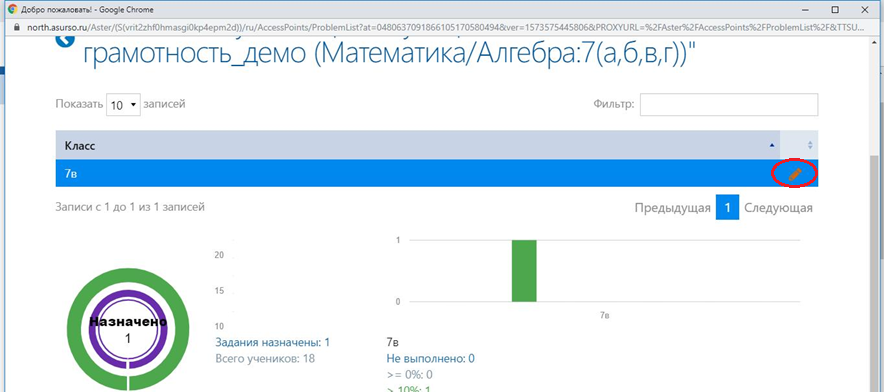 Добро пожаловать! - Google Chrome
north.asurso.ru/Aster/(S(vrit2zhf0hmasgi0kp4epm2d))/ru/AccessPoints/ProblemList?at=048063709186610517058049​4&ver=1573575445806&PROXYURL=%2FAster%2FAccessPoints%2FProblemList%2F&TTSU...
грамотность_демо (Математика/Алгебра:7(а,б,в,г))"
Показать 10 записей Фильтр:
Класс
7в
Записи с 1 до 1 из 1 записей Предыдущая 1 Следующая
20
15
10
Назначено
1
1
0
7в
Задания назначены: 1
Всего учеников: 18
7в
Не выполнено: 0
>= 0%: 0
> 10%: 1